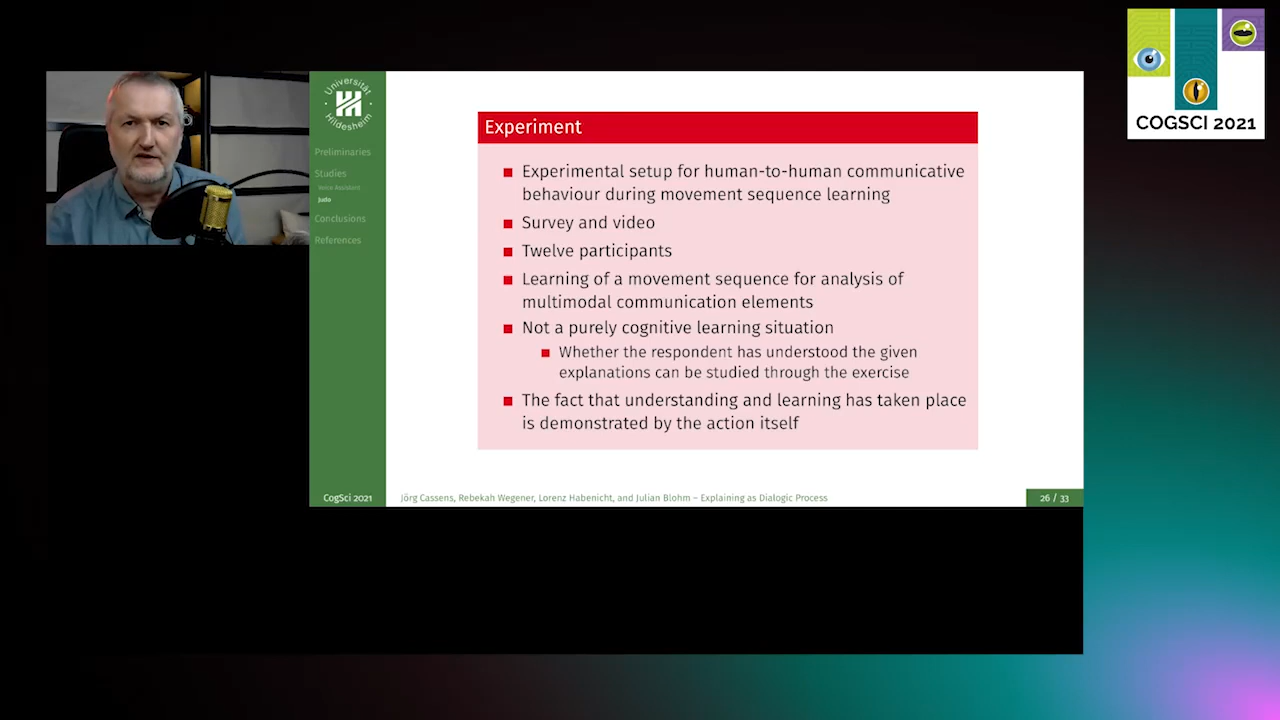 COGSCI 2021
Universität
Hildesheim
Preliminaries
Studies
Voice Assistant
Judo
Conclusions
References
CogSci 2021
Experiment
Experimental setup for human-to-human communicative
behaviour during movement sequence learning
Survey and video
Twelve participants
Learning of a movement sequence for analysis of
multimodal communication elements
Not a purely cognitive learning situation
Whether the respondent has understood the given
explanations can be studied through the exercise
The fact that understanding and learning has taken place
is demonstrated by the action itself
Jörg Cassens, Rebekah Wegener, Lorenz Habenicht, and Julian Blohm – Explaining as Dialogic Process
26 / 33